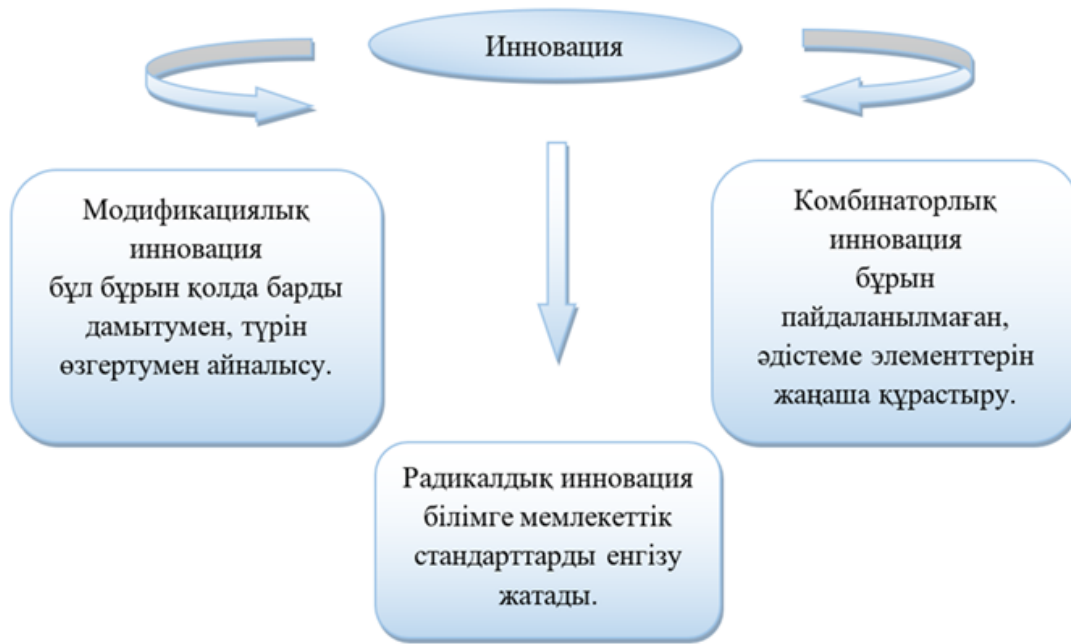 Инновация
Модификациялық
инновация
бұл бұрын қолда барды
дамытумен, түрін
өзгертумен айналысу.
Комбинаторлық
инновация
бұрын
пайдаланылмаған,
әдістеме элементтерін
жаңаша құрастыру.
Радикалдық инновация
білімге мемлекеттік
стандарттарды енгізу
жатады.